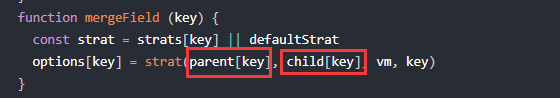 function mergeField (key) {
  const strat = strats[key] || defaultStrat
  options[key] = strat(parent[key], child[key], vm, key)
}